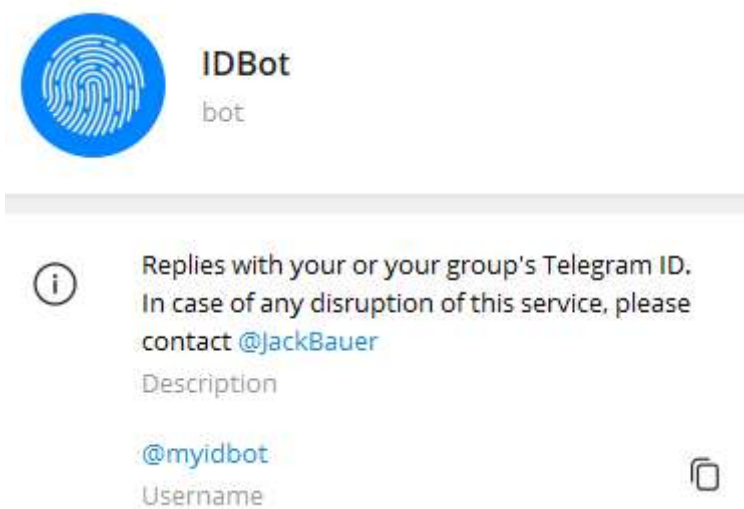 IDBot
bot
Replies with your or your group's Telegram ID.
In case of any disruption of this service, please
contact @JackBauer
Description
@myidbot
Username